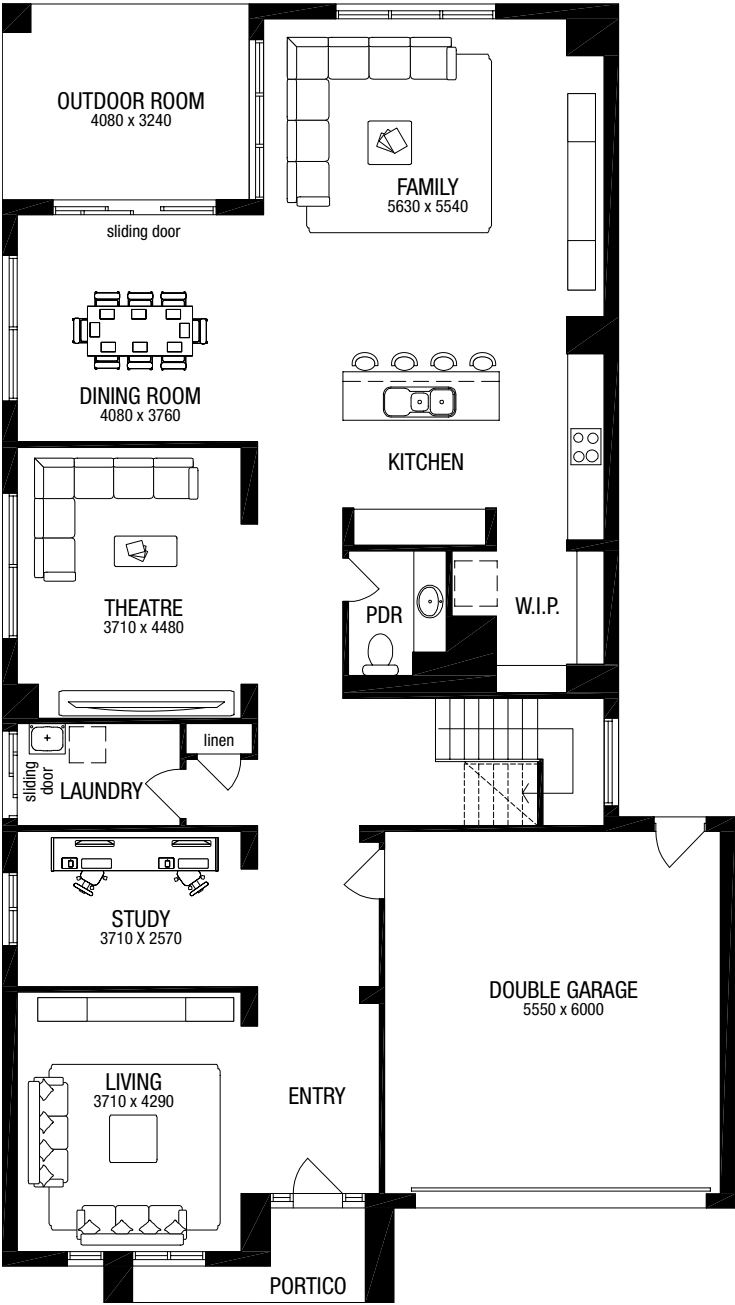 OUTDOOR ROOM
4080 x 3240
FAMILY
5630 x 5540
sliding door
DINING ROOM
4080 x 3760
KITCHEN
THEATRE
3710 x 4480
PDR
W.I.P.
linen
sliding
door
LAUNDRY
STUDY
3710 X 2570
DOUBLE GARAGE
5550 x 6000
LIVING
3710 x 4290
ENTRY
PORTICO